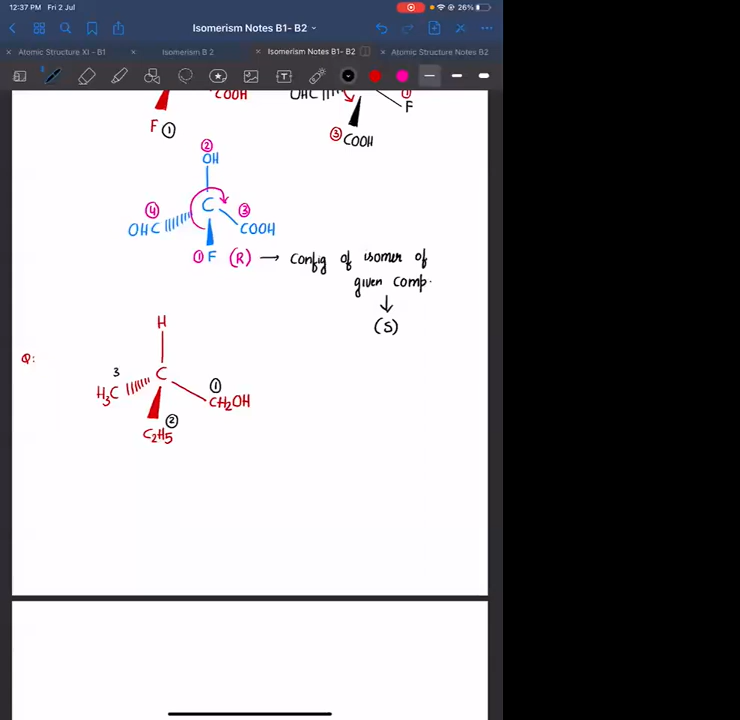 12:37 PM Fri 2 Jul
26%
Isomerism Notes B1- B2
Atomic Structure XI - B1
Isomerism B 2
Isomerism Notes B1- B2
Atomic Structure Notes B2
COOH
OHC
①
F
F ①
③ COOH
②
OH
④
C
③
OHC
COOH
① F (R) → Config of isomer of
given comp.
↓
(S)
H
Q:
3
C
①
H₃C
CH₂OH
②
C₂H₅